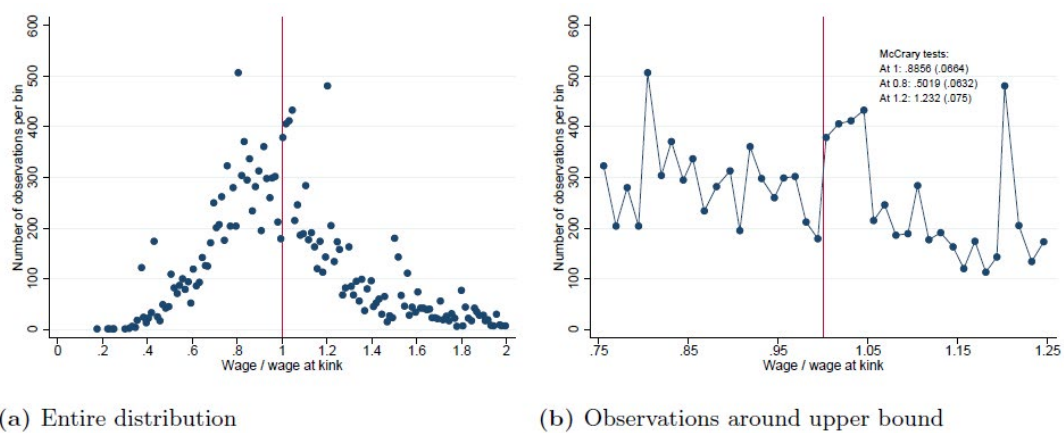 Number of observations per bin
600
500
400
300
200
100
0
0 .2 .4 .6 .8 1 1.2 1.4 1.6 1.8 2
Wage / wage at kink
(a) Entire distribution
Number of observations per bin
600
500
400
300
200
100
0
McCrary tests:
At 1: .8856 (.0664)
At 0.8: .5019 (.0632)
At 1.2: 1.232 (.075)
.75 .85 .95 1.05 1.15 1.25
Wage / wage at kink
(b) Observations around upper bound